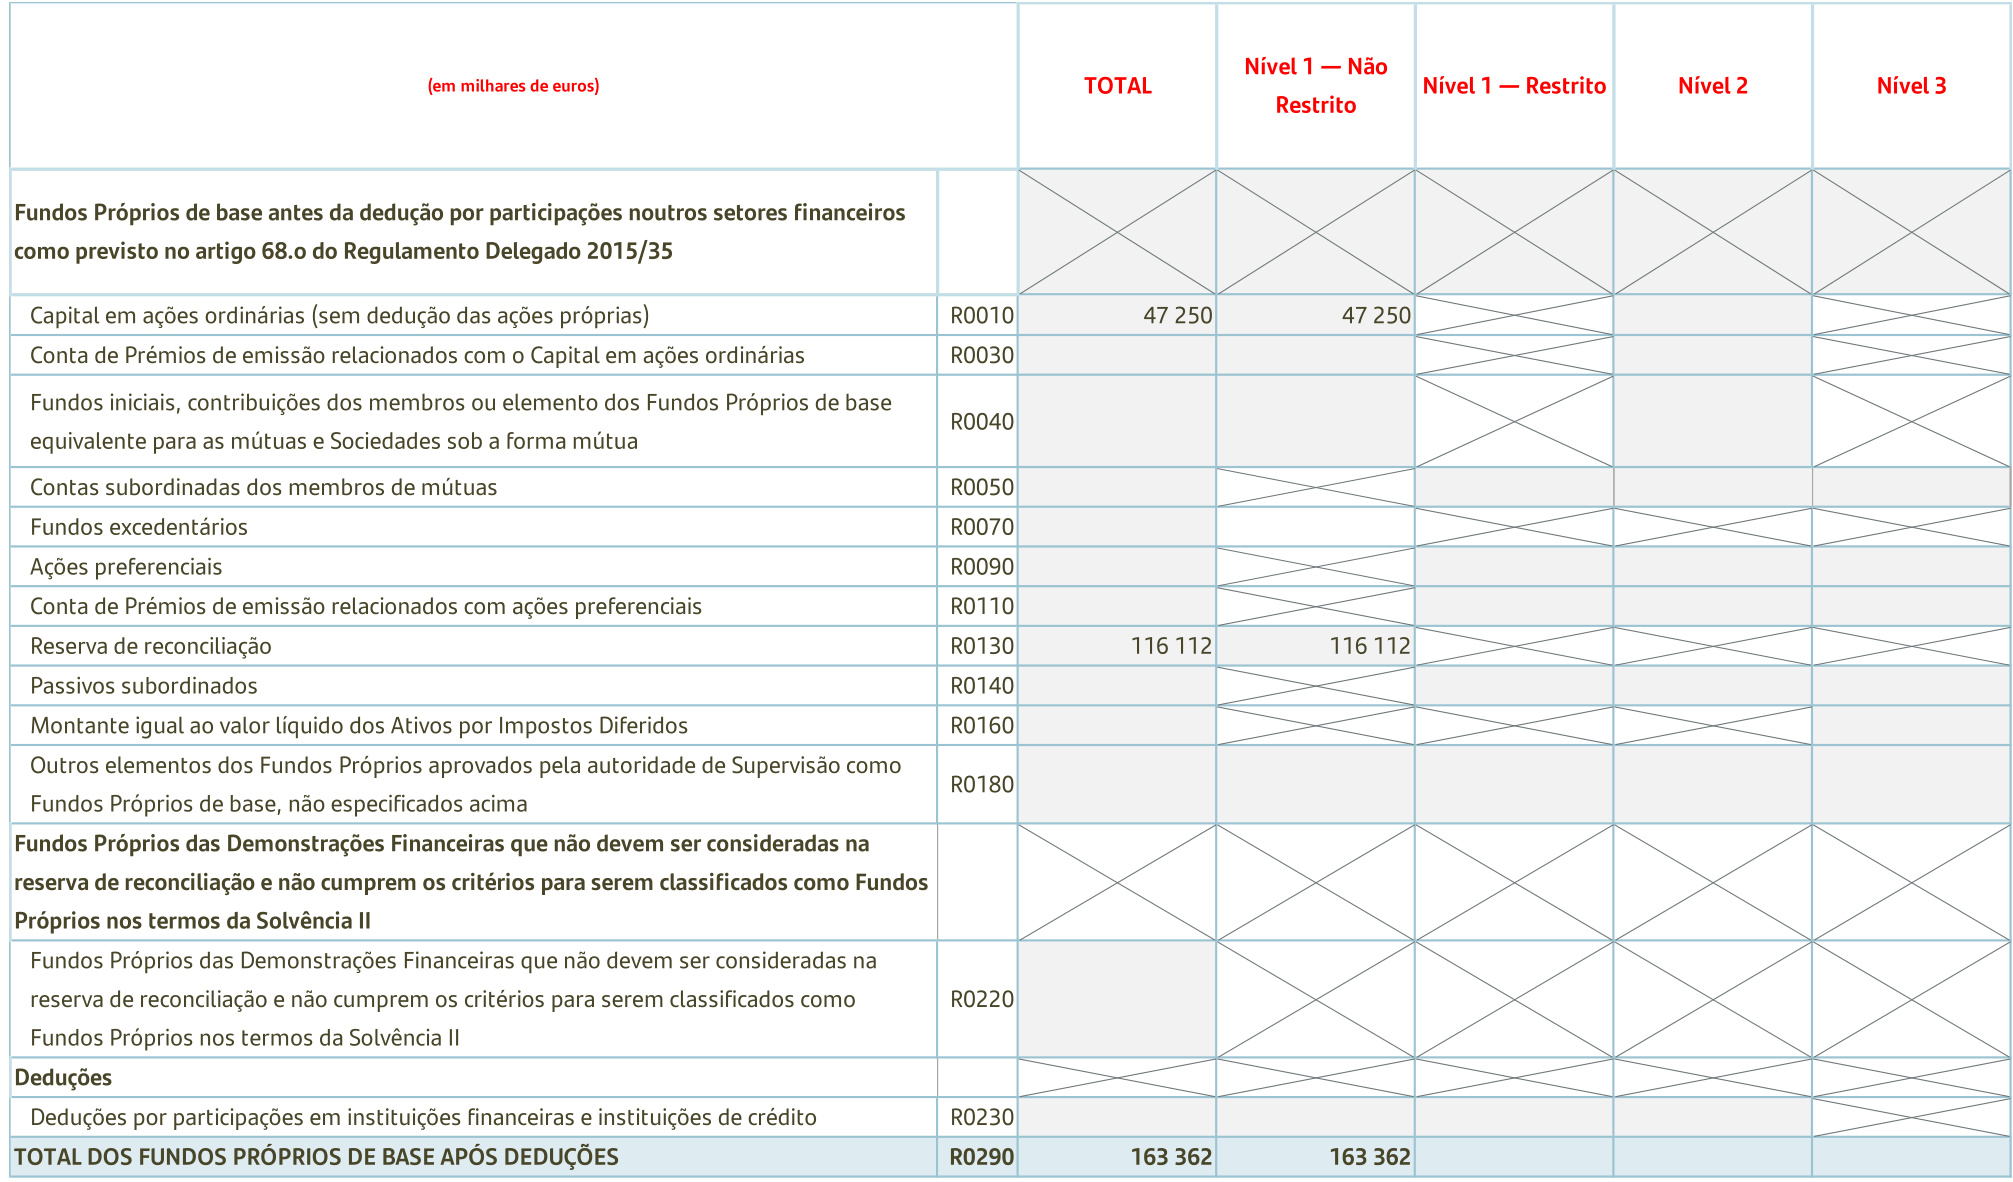 (em milhares de euros) TOTAL Nível 1 — Não Restrito Nível 1 — Restrito Nível 2 Nível 3
Fundos Próprios de base antes da dedução por participações noutros setores financeiros
como previsto no artigo 68.o do Regulamento Delegado 2015/35
Capital em ações ordinárias (sem dedução das ações próprias) R0010 47 250 47 250
Conta de Prémios de emissão relacionados com o Capital em ações ordinárias R0030
Fundos iniciais, contribuições dos membros ou elemento dos Fundos Próprios de base
equivalente para as mútuas e Sociedades sob a forma mútua R0040
Contas subordinadas dos membros de mútuas R0050
Fundos excedentários R0070
Ações preferenciais R0090
Conta de Prémios de emissão relacionados com ações preferenciais R0110
Reserva de reconciliação R0130 116 112 116 112
Passivos subordinados R0140
Montante igual ao valor líquido dos Ativos por Impostos Diferidos R0160
Outros elementos dos Fundos Próprios aprovados pela autoridade de Supervisão como
Fundos Próprios de base, não especificados acima R0180
Fundos Próprios das Demonstrações Financeiras que não devem ser consideradas na
reserva de reconciliação e não cumprem os critérios para serem classificados como Fundos
Próprios nos termos da Solvência II
Fundos Próprios das Demonstrações Financeiras que não devem ser consideradas na
reserva de reconciliação e não cumprem os critérios para serem classificados como R0220
Fundos Próprios nos termos da Solvência II
Deduções
Deduções por participações em instituições financeiras e instituições de crédito R0230
TOTAL DOS FUNDOS PRÓPRIOS DE BASE APÓS DEDUÇÕES R0290 163 362 163 362